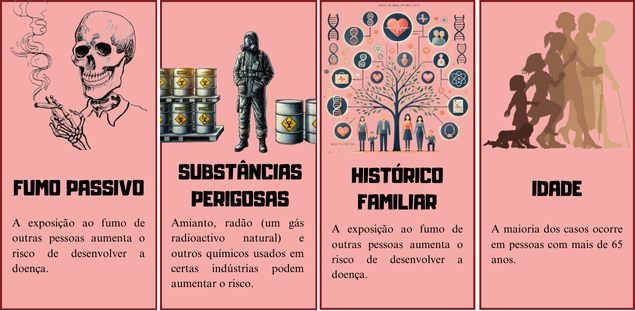 FUMO PASSIVO
A exposição ao fumo de
outras pessoas aumenta o
risco de desenvolver a
doença.
SUBSTÂNCIAS
PERIGOSAS
Amianto, radão (um gás
radioactivo natural) e
outros químicos usados em
certas indústrias podem
aumentar o risco.
HISTÓRICO
FAMILIAR
A exposição ao fumo de
outras pessoas aumenta o
risco de desenvolver a
doença.
IDADE
A maioria dos casos ocorre
em pessoas com mais de 65
anos.